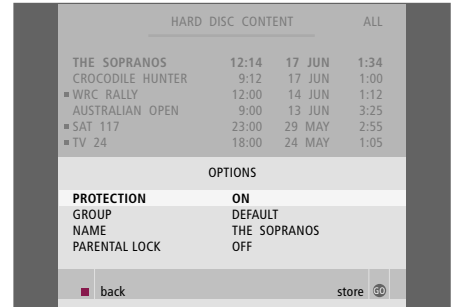 HARD DISC CONTENT ALL
THE SOPRANOS 12:14 17 JUN 1:34
CROCODILE HUNTER 9:12 17 JUN 1:00
WRC RALLY 12:00 14 JUN 1:12
AUSTRALIAN OPEN 9:00 13 JUN 3:25
SAT 117 23:00 29 MAY 2:55
TV 24 18:00 24 MAY 1:05
OPTIONS
PROTECTION ON
GROUP DEFAULT
NAME THE SOPRANOS
PARENTAL LOCK OFF
back store GO